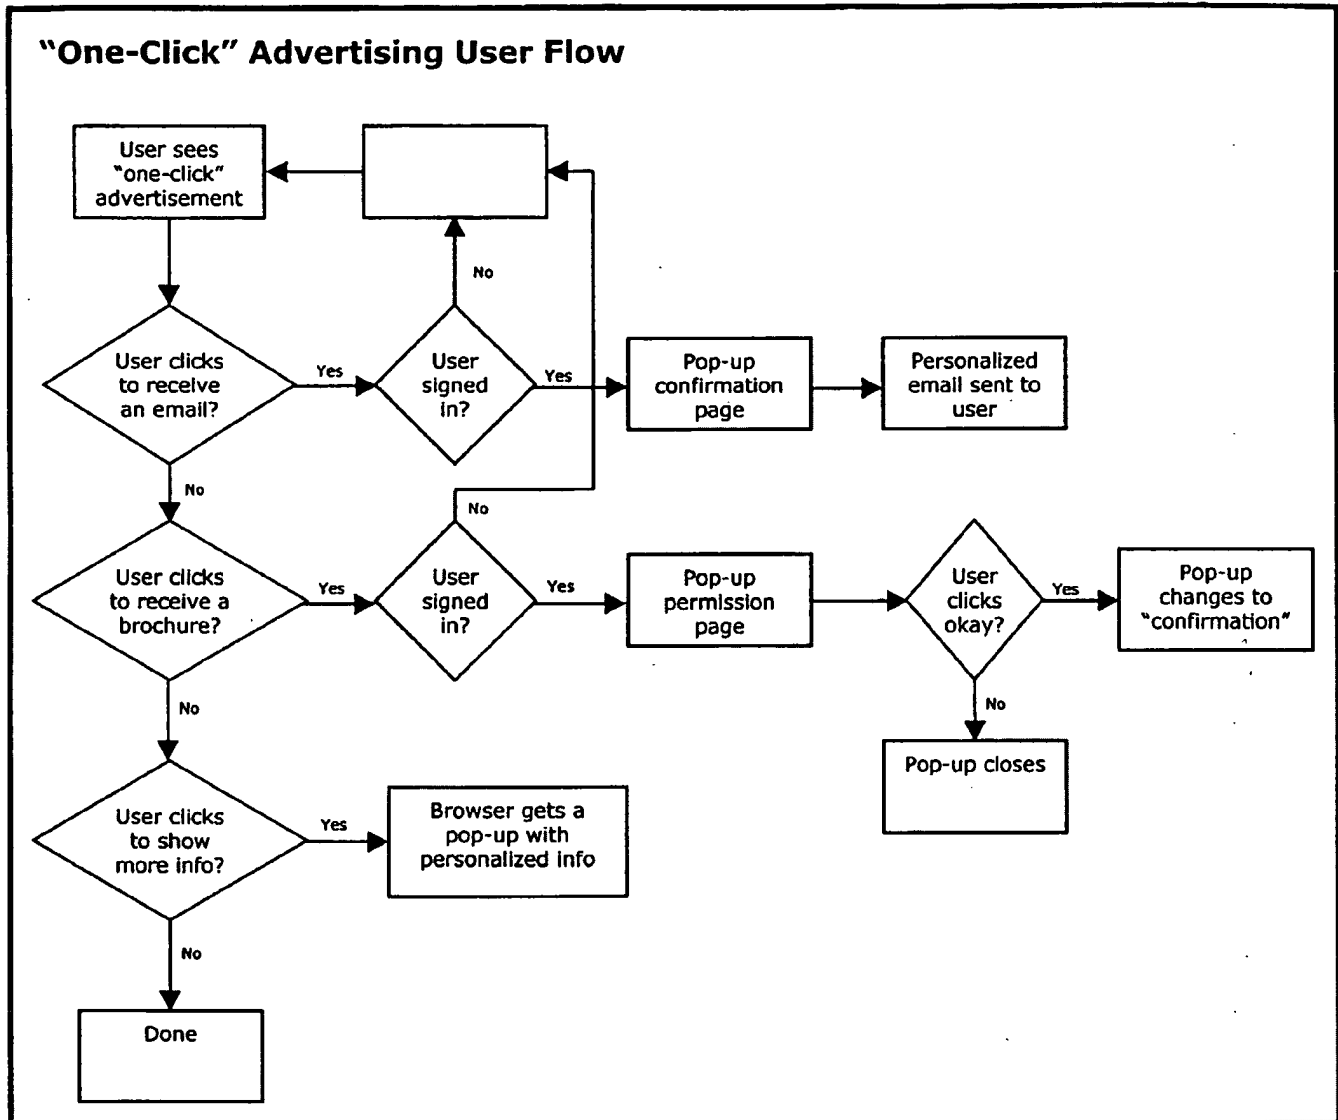 “One-Click” Advertising User Flow
User sees
“one-click”
advertisement
No
User clicks
to receive
an email?
Yes
User
signed
in?
Yes
Pop-up
confirmation
page
Personalized
email sent to
user
No
No
User clicks
to receive a
brochure?
Yes
User
signed
in?
Yes
Pop-up
permission
page
User
clicks
okay?
Yes
Pop-up
changes to
“confirmation”
No
No
Pop-up closes
User clicks
to show
more info?
Yes
Browser gets a
pop-up with
personalized info
No
Done